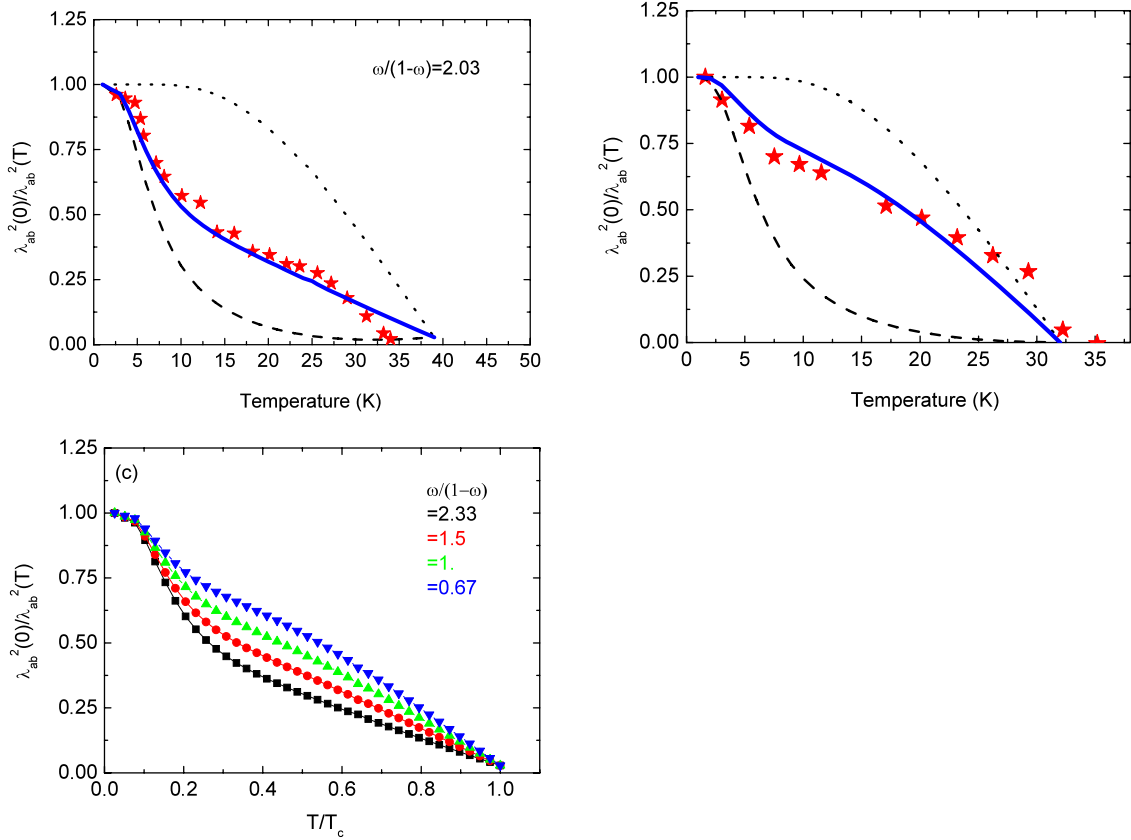 1.25
1.00
0.75
0.50
0.25
0.00
λab²(0)/λab²(T)
ω/(1-ω)=2.03
0 5 10 15 20 25 30 35 40 45 50
Temperature (K)
1.25
1.00
0.75
0.50
0.25
0.00
λab²(0)/λab²(T)
0 5 10 15 20 25 30 35
Temperature (K)
1.25
1.00
0.75
0.50
0.25
0.00
λab²(0)/λab²(T)
(c)
ω/(1−ω)
=2.33
=1.5
=1.
=0.67
0.0 0.2 0.4 0.6 0.8 1.0
T/Tc